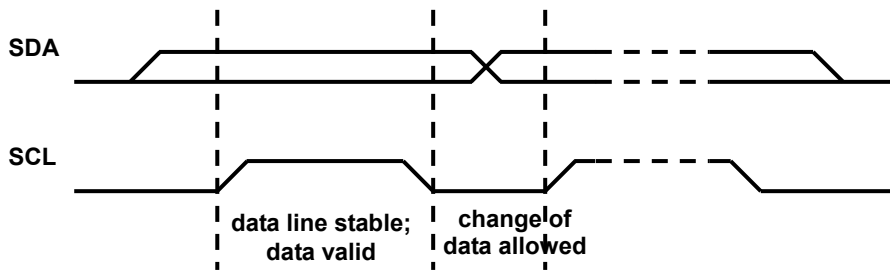 SDA
SCL
data line stable;
data valid
change of
data allowed